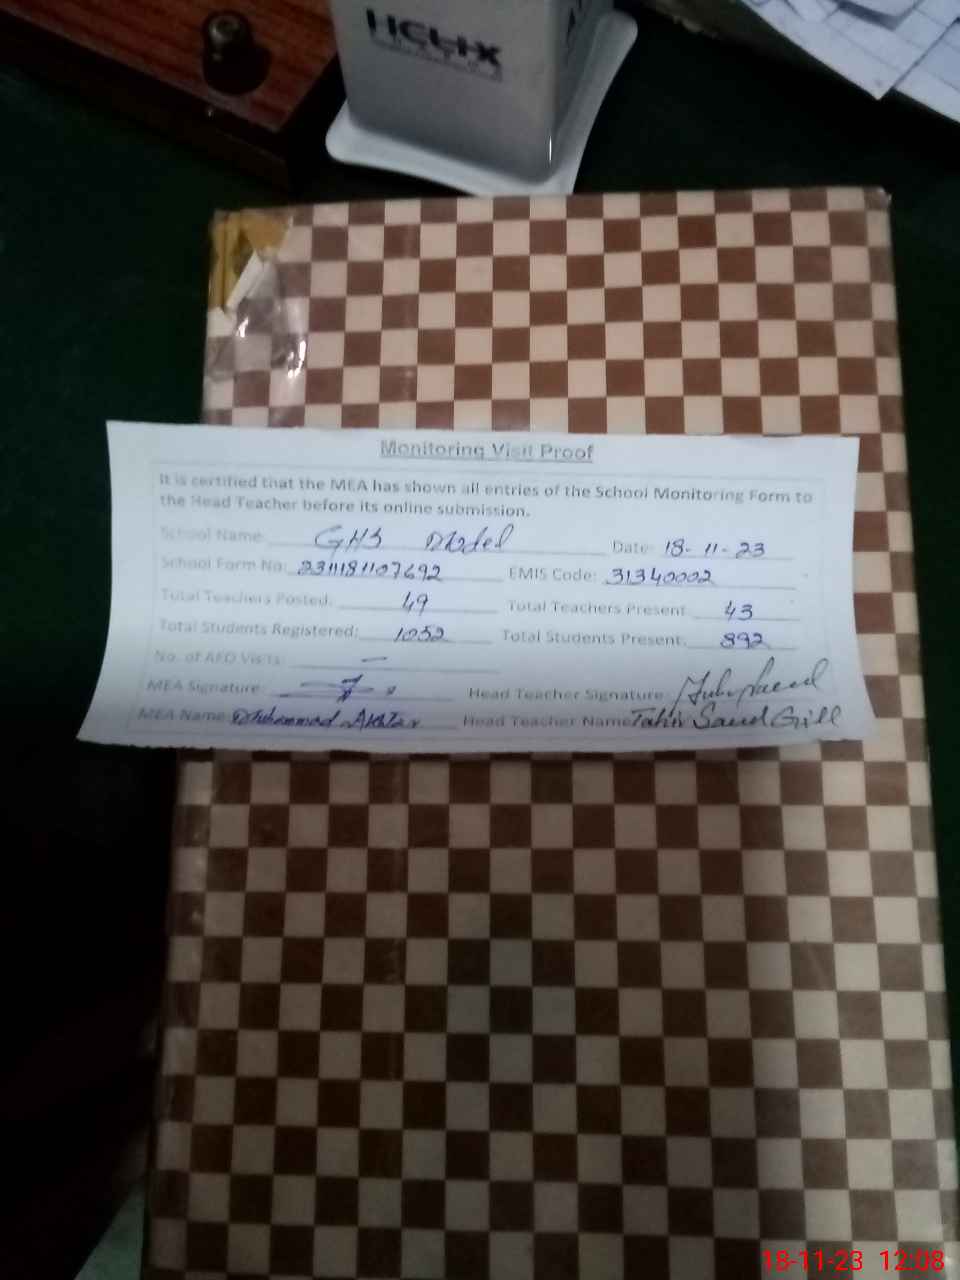 HELIX
Monitoring Visit Proof
It is certified that the MEA has shown all entries of the School Monitoring Form to
the Head Teacher before its online submission.
School Name: GHS Model Date: 18-11-23
School Form No: 2311181107692 EMIS Code: 31340002
Total Teachers Posted: 49 Total Teachers Present: 43
Total Students Registered: 1052 Total Students Present: 892
No. of AEO Visits: —
MEA Signature: Head Teacher Signature:
MEA Name: Muhammad Akhtar Head Teacher Name: Tahir Saeed Gill
18-11-23 12:08